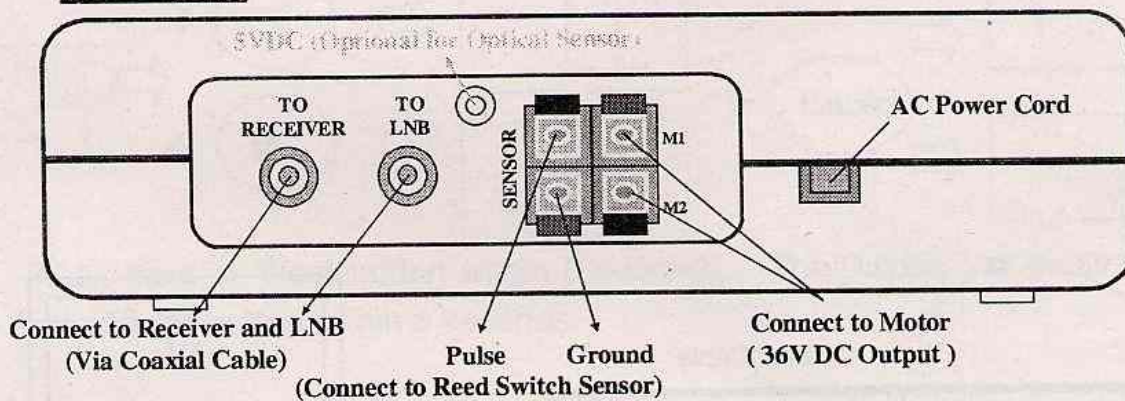 5VDC (Oprional for Optical Sensor)
TO
RECEIVER
TO
LNB
SENSOR
M1
M2
AC Power Cord
Connect to Receiver and LNB
(Via Coaxial Cable)
Pulse Ground
(Connect to Reed Switch Sensor)
Connect to Motor
( 36V DC Output )